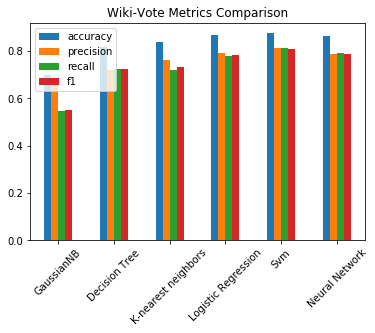 Wiki-Vote Metrics Comparison
accuracy
precision
recall
f1
0.8
0.6
0.4
0.2
0.0
GaussianNB
Decision Tree
K-nearest neighbors
Logistic Regression
Svm
Neural Network